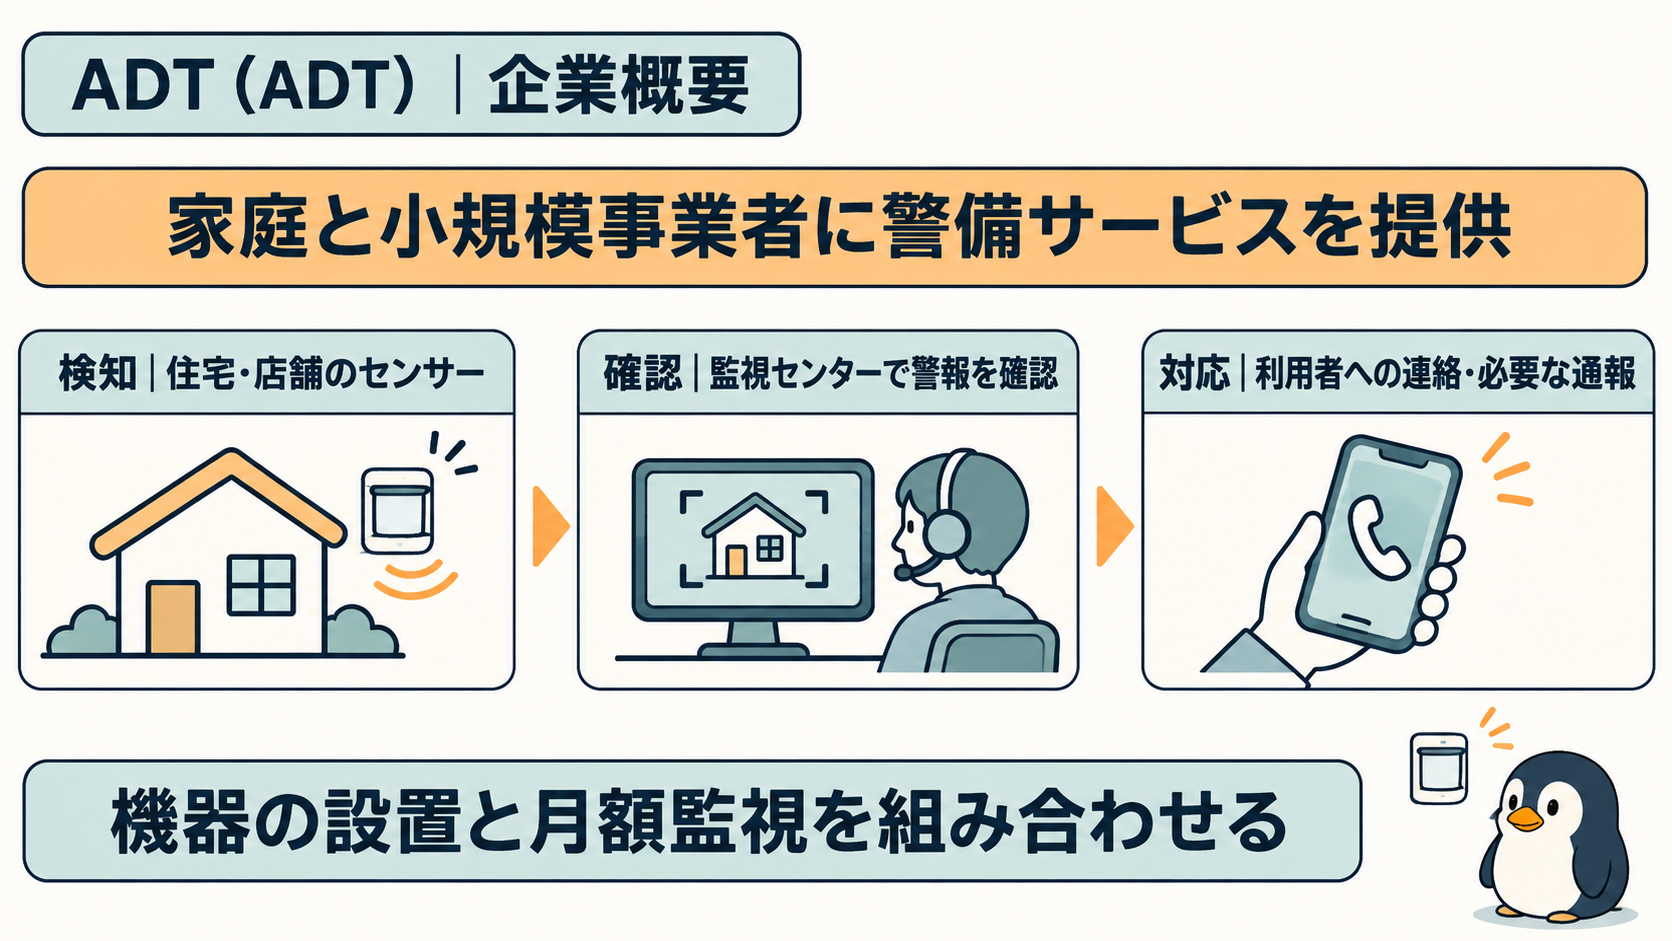 ADT（ADT）｜企業概要
家庭と小規模事業者に警備サービスを提供
検知｜住宅・店舗のセンサー
確認｜監視センターで警報を確認
対応｜利用者への連絡・必要な通報
機器の設置と月額監視を組み合わせる